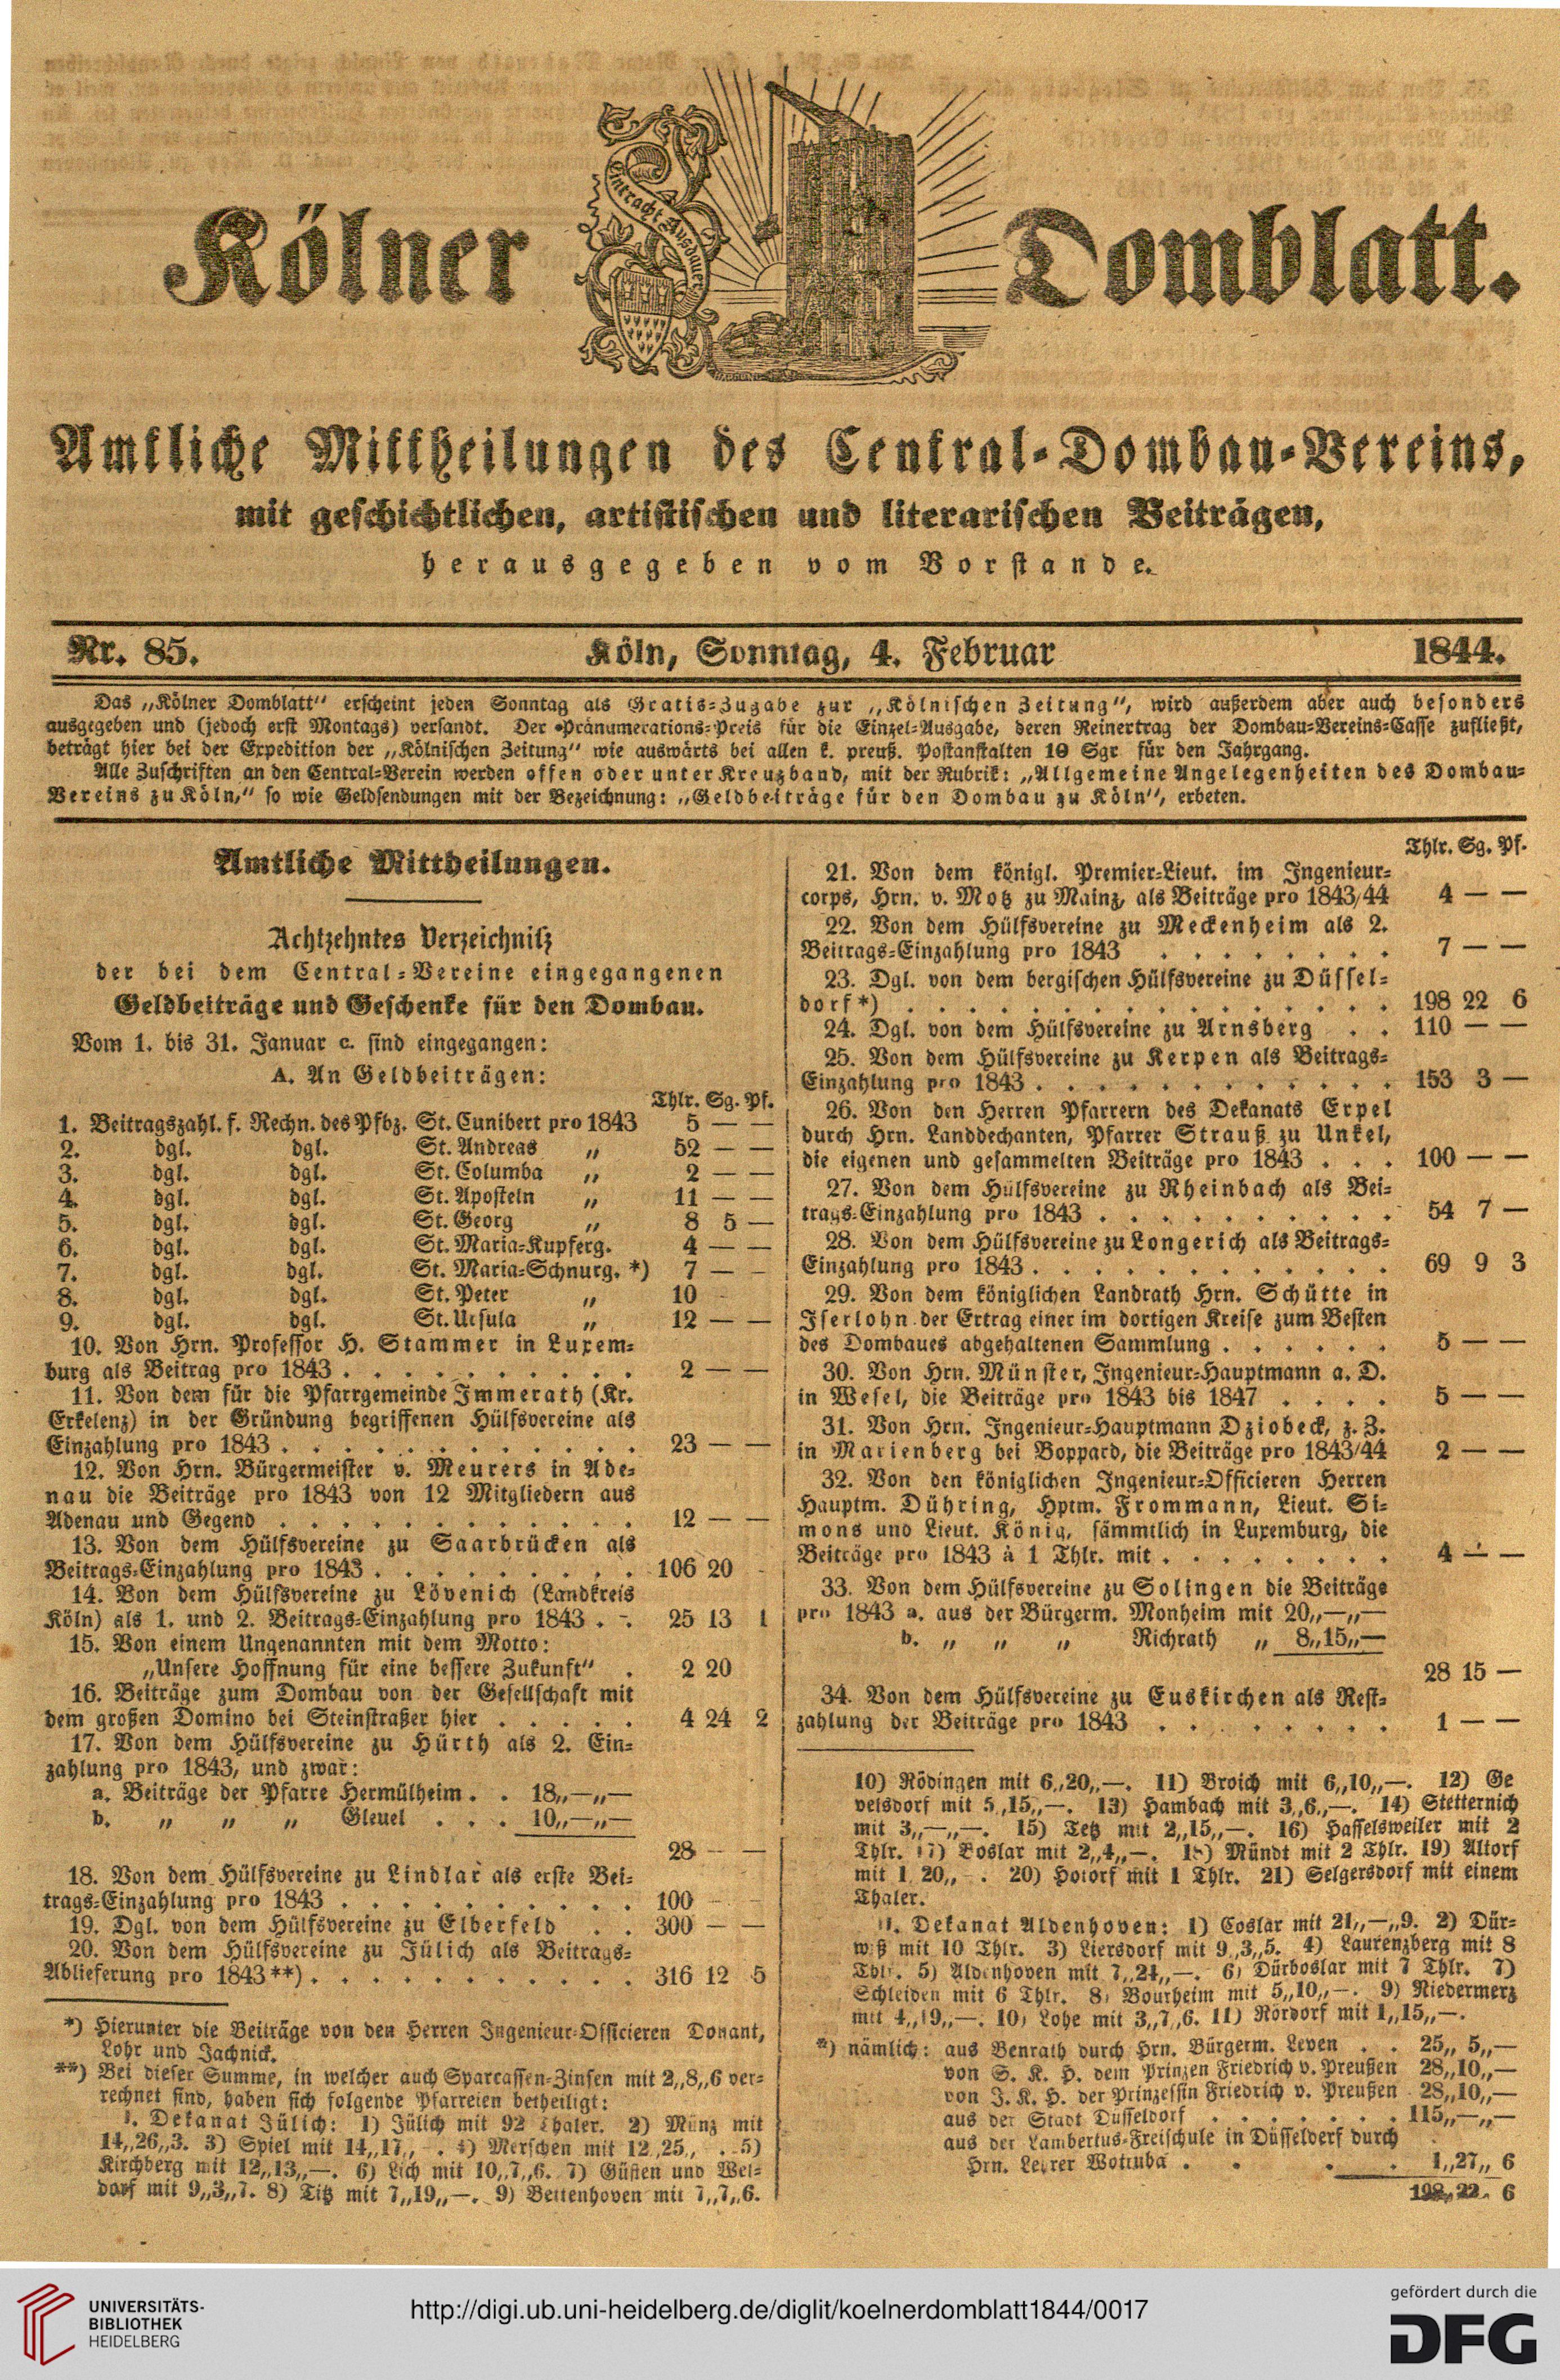 Kölner Domblatt.
Eintracht Ausdauer
Amtliche Mittheilungen des Central-Dombau-Vereins,
mit geschichtlichen, artistischen und literarischen Beiträgen,
herausgegeben vom Vorstande.
Nr. 85. Köln, Sonntag, 4. Februar 1844.
Das „Kölner Domblatt“ erscheint jeden Sonntag als Gratis-Zugabe zur „Kölnischen Zeitung“, wird außerdem aber auch besonders
ausgegeben und (jedoch erst Montags) versandt. Der Pränumerations-Preis für die Einzel-Ausgabe, deren Reinertrag der Dombau-Vereins-Casse zufließt,
beträgt hier bei der Expedition der „Kölnischen Zeitung“ wie auswärts bei allen k. preuß. Postanstalten 10 Sgr für den Jahrgang.
Alle Zuschriften an den Central-Verein werden offen oder unter Kreuzband, mit der Rubrik: „Allgemeine Angelegenheiten des Dombau-
Vereins zu Köln,“ so wie Geldsendungen mit der Bezeichnung: „Geldbeiträge für den Dombau zu Köln“, erbeten.
Amtliche Mittheilungen.
Achtzehntes Verzeichniß
der bei dem Central-Vereine eingegangenen
Geldbeiträge und Geschenke für den Dombau.
Vom 1. bis 31. Januar c. sind eingegangen:
A. An Geldbeiträgen:
Thlr. Sg. Pf.
1. Beitragszahl. f. Rechn. des Pfbz. St. Cunibert pro 1843 5 — —
2. dgl. dgl. St. Andreas „ 52 — —
3. dgl. dgl. St. Columba „ 2 — —
4. dgl. dgl. St. Aposteln „ 11 — —
5. dgl. dgl. St. Georg „ 8 5 —
6. dgl. dgl. St. Maria-Kupferg. 4 — —
7. dgl. dgl. St. Maria-Schnurg. *) 7 — —
8. dgl. dgl. St. Peter „ 10
9. dgl. dgl. St. Ursula „ 12 — —
10. Von Hrn. Professor H. Stammer in Luxem-
burg als Beitrag pro 1843 . . . 2 — —
11. Von dem für die Pfarrgemeinde Immerath (Kr.
Erkelenz) in der Gründung begriffenen Hülfsvereine als
Einzahlung pro 1843 . . . 23 — —
12. Von Hrn. Bürgermeister v. Meurers in Ade-
nau die Beiträge pro 1843 von 12 Mitgliedern aus
Adenau und Gegend . . . 12 — —
13. Von dem Hülfsvereine zu Saarbrücken als
Beitrags-Einzahlung pro 1843 . . . 106 20 -
14. Von dem Hülfsvereine zu Lövenich (Landkreis
Köln) als 1. und 2. Beitrags-Einzahlung pro 1843 . . 25 13 1
15. Von einem Ungenannten mit dem Motto:
„Unsere Hoffnung für eine bessere Zukunft“ . 2 20
16. Beiträge zum Dombau von der Gesellschaft mit
dem großen Domino bei Steinstraßer hier . . . . . 4 24 2
17. Von dem Hülfsvereine zu Hürth als 2. Ein-
zahlung pro 1843, und zwar:
a. Beiträge der Pfarre Hermülheim . . 18„—„—
b. „ „ „ Gleuel . . . 10„—„—
28 — —
18. Von dem Hülfsvereine zu Lindlar als erste Bei-
trags-Einzahlung pro 1843 . . . 100 — —
19. Dgl. von dem Hülfsvereine zu Elberfeld . . 300 — —
20. Von dem Hülfsvereine zu Jülich als Beitrags-
Ablieferung pro 1843**) . . . 316 12 5
*) Hierunter die Beiträge von den Herren Ingenieur-Officieren Donant,
Lohr und Jachnick.
**) Bei dieser Summe, in welcher auch Sparcassen-Zinsen mit 2„8„6 ver-
rechnet sind, haben sich folgende Pfarreien betheiligt:
I. Dekanat Jülich: 1) Jülich mit 92 Thaler. 2) Münz mit
14„26„3. 3) Spiel mit 14„17„—. 4) Merschen mit 12„25„ . 5)
Kirchberg mit 12„13„—. 6) Lich mit 10„7„6. 7) Güsten und Wel-
dorf mit 9„3„7. 8) Titz mit 7„19„—. 9) Bettenhoven mit 7„7„6.
Thlr. Sg. Pf.
21. Von dem königl. Premier-Lieut. im Ingenieur-
corps, Hrn. v. Motz zu Mainz, als Beiträge pro 1843/44 4 — —
22. Von dem Hülfsvereine zu Meckenheim als 2.
Beitrags-Einzahlung pro 1843 . . . 7 — —
23. Dgl. von dem bergischen Hülfsvereine zu Düssel-
dorf*) . . . 198 22 6
24. Dgl. von dem Hülfsvereine zu Arnsberg . . 110 — —
25. Von dem Hülfsvereine zu Kerpen als Beitrags-
Einzahlung pro 1843 . . . 153 3 —
26. Von den Herren Pfarrern des Dekanats Erpel
durch Hrn. Landdechanten, Pfarrer Strauß zu Unkel,
die eigenen und gesammelten Beiträge pro 1843 . . . 100 — —
27. Von dem Hülfsvereine zu Rheinbach als Bei-
trags-Einzahlung pro 1843 . . . 54 7 —
28. Von dem Hülfsvereine zu Longerich als Beitrags-
Einzahlung pro 1843 . . . 69 9 3
29. Von dem königlichen Landrath Hrn. Schütte in
Iserlohn der Ertrag einer im dortigen Kreise zum Besten
des Dombaues abgehaltenen Sammlung . . . 5 — —
30. Von Hrn. Münster, Ingenieur-Hauptmann a. D.
in Wesel, die Beiträge pro 1843 bis 1847 . . . . 5 — —
31. Von Hrn. Ingenieur-Hauptmann Dziobeck, z. Z.
in Marienberg bei Boppard, die Beiträge pro 1843/44 2 — —
32. Von den königlichen Ingenieur-Officieren Herren
Hauptm. Dühring, Hptm. Frommann, Lieut. Si-
mons und Lieut. König, sämmtlich in Luxemburg, die
Beiträge pro 1843 à 1 Thlr. mit . . . 4 — —
33. Von dem Hülfsvereine zu Solingen die Beiträge
pro 1843 a. aus der Bürgerm. Monheim mit 20„—„—
b. „ „ „ Richrath „ 8„15„—
28 15 —
34. Von dem Hülfsvereine zu Euskirchen als Rest-
zahlung der Beiträge pro 1843 . . . 1 — —
10) Rödingen mit 6„20„—. 11) Broich mit 6„10„—. 12) Ge
velsdorf mit 5„15„—. 13) Hambach mit 3„6„—. 14) Stetternich
mit 3„—„—. 15) Tetz mit 2„15„—. 16) Hasselsweiler mit 2
Thlr. 17) Boslar mit 2„4„—. 18) Mündt mit 2 Thlr. 19) Altorf
mit 1„20„—. 20) Hotorf mit 1 Thlr. 21) Selgersdorf mit einem
Thaler.
II. Dekanat Aldenhoven: 1) Coslar mit 21„—„9. 2) Dür-
wiß mit 10 Thlr. 3) Liersdorf mit 9„3„5. 4) Laurenzberg mit 8
Thlr. 5) Aldenhoven mit 7„24„—. 6) Dürboslar mit 7 Thlr. 7)
Schleiden mit 6 Thlr. 8) Bourheim mit 5„10„—. 9) Niedermerz
mit 4„19„—. 10) Lohe mit 3„7„6. 11) Rördorf mit 1„15„—.
*) nämlich: aus Benrath durch Hrn. Bürgerm. Leven . . 25„ 5„—
von S. K. H. dem Prinzen Friedrich v. Preußen 28„10„—
von J. K. H. der Prinzessin Friedrich v. Preußen 28„10„—
aus der Stadt Düsseldorf . . . 115„—„—
aus der Lambertus-Freischule in Düsseldorf durch
Hrn. Lehrer Wottuba . . . 1„27„ 6
198„22„ 6
UNIVERSITÄTS-
BIBLIOTHEK
HEIDELBERG
http://digi.ub.uni-heidelberg.de/diglit/koelnerdomblatt1844/0017
gefördert durch die
DFG